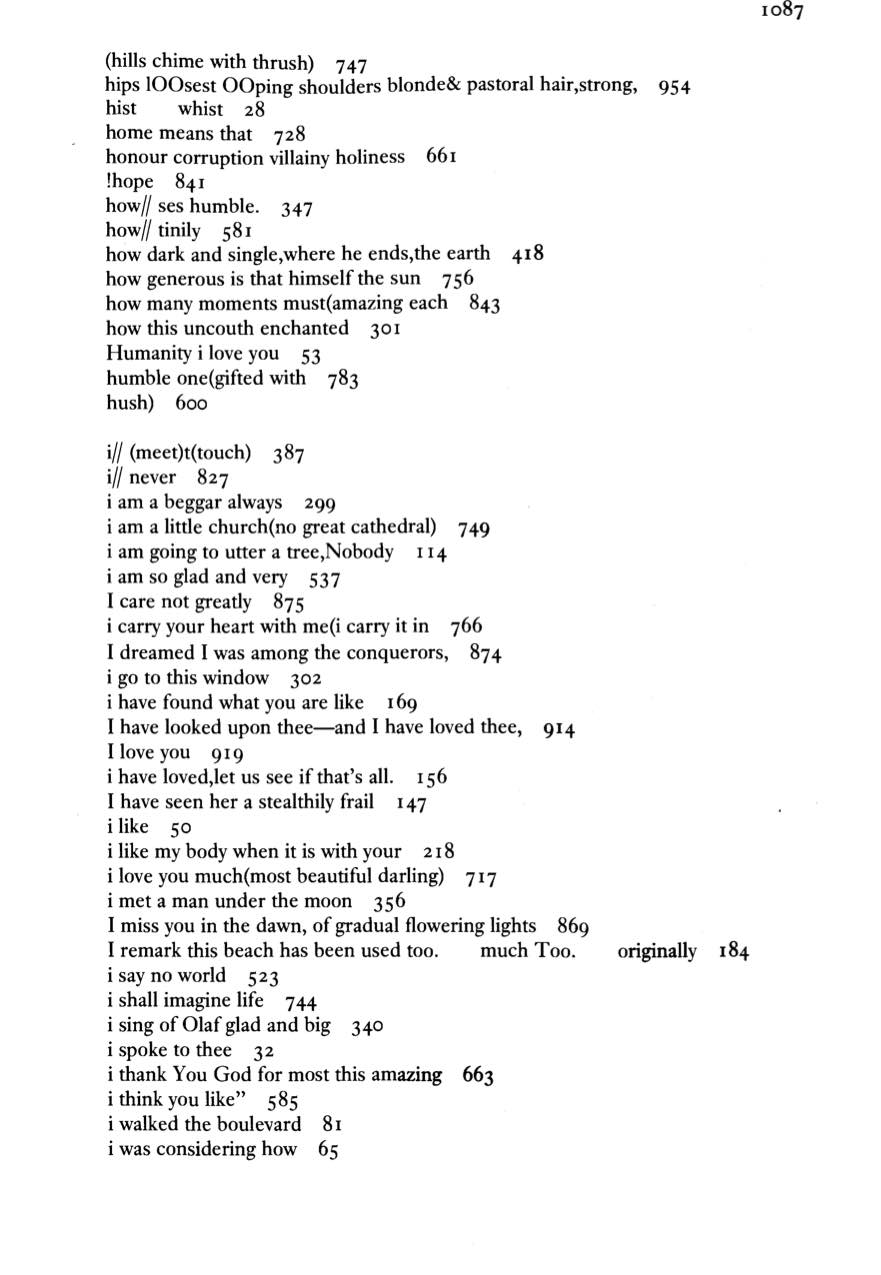 1087
(hills chime with thrush) 747
hips lOOsest OOping shoulders blonde& pastoral hair,strong, 954
hist whist 28
home means that 728
honour corruption villainy holiness 661
!hope 841
how// ses humble. 347
how// tinily 581
how dark and single,where he ends,the earth 418
how generous is that himself the sun 756
how many moments must(amazing each 843
how this uncouth enchanted 301
Humanity i love you 53
humble one(gifted with 783
hush) 600
i// (meet)t(touch) 387
i// never 827
i am a beggar always 299
i am a little church(no great cathedral) 749
i am going to utter a tree,Nobody 114
i am so glad and very 537
I care not greatly 875
i carry your heart with me(i carry it in 766
I dreamed I was among the conquerors, 874
i go to this window 302
i have found what you are like 169
I have looked upon thee—and I have loved thee, 914
I love you 919
i have loved,let us see if that's all. 156
I have seen her a stealthily frail 147
i like 50
i like my body when it is with your 218
i love you much(most beautiful darling) 717
i met a man under the moon 356
I miss you in the dawn, of gradual flowering lights 869
I remark this beach has been used too. much Too. originally 184
i say no world 523
i shall imagine life 744
i sing of Olaf glad and big 340
i spoke to thee 32
i thank You God for most this amazing 663
i think you like” 585
i walked the boulevard 81
i was considering how 65